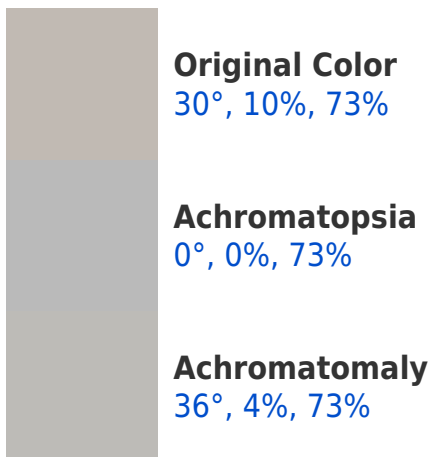 Original Color
30°, 10%, 73%
Achromatopsia
0°, 0%, 73%
Achromatomaly
36°, 4%, 73%